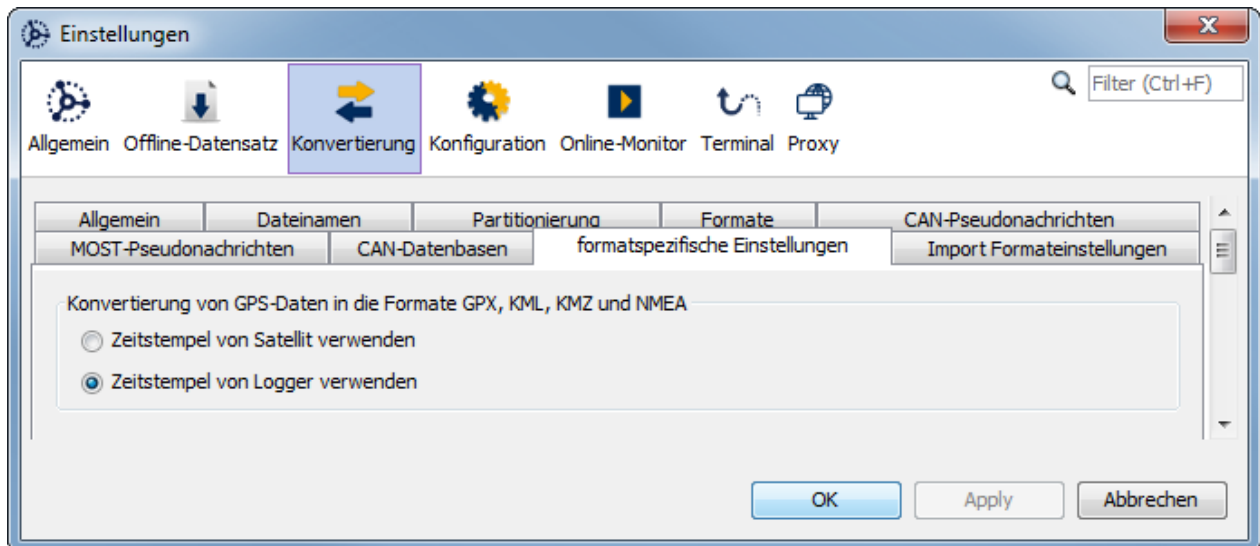 Einstellungen
Filter (Ctrl+F)
Allgemein Offline-Datensatz Konvertierung Konfiguration Online-Monitor Terminal Proxy
Allgemein Dateinamen Partitionierung Formate CAN-Pseudonachrichten
MOST-Pseudonachrichten CAN-Datenbasen formatspezifische Einstellungen Import Formateinstellungen
Konvertierung von GPS-Daten in die Formate GPX, KML, KMZ und NMEA
Zeitstempel von Satellit verwenden
Zeitstempel von Logger verwenden
OK Apply Abbrechen